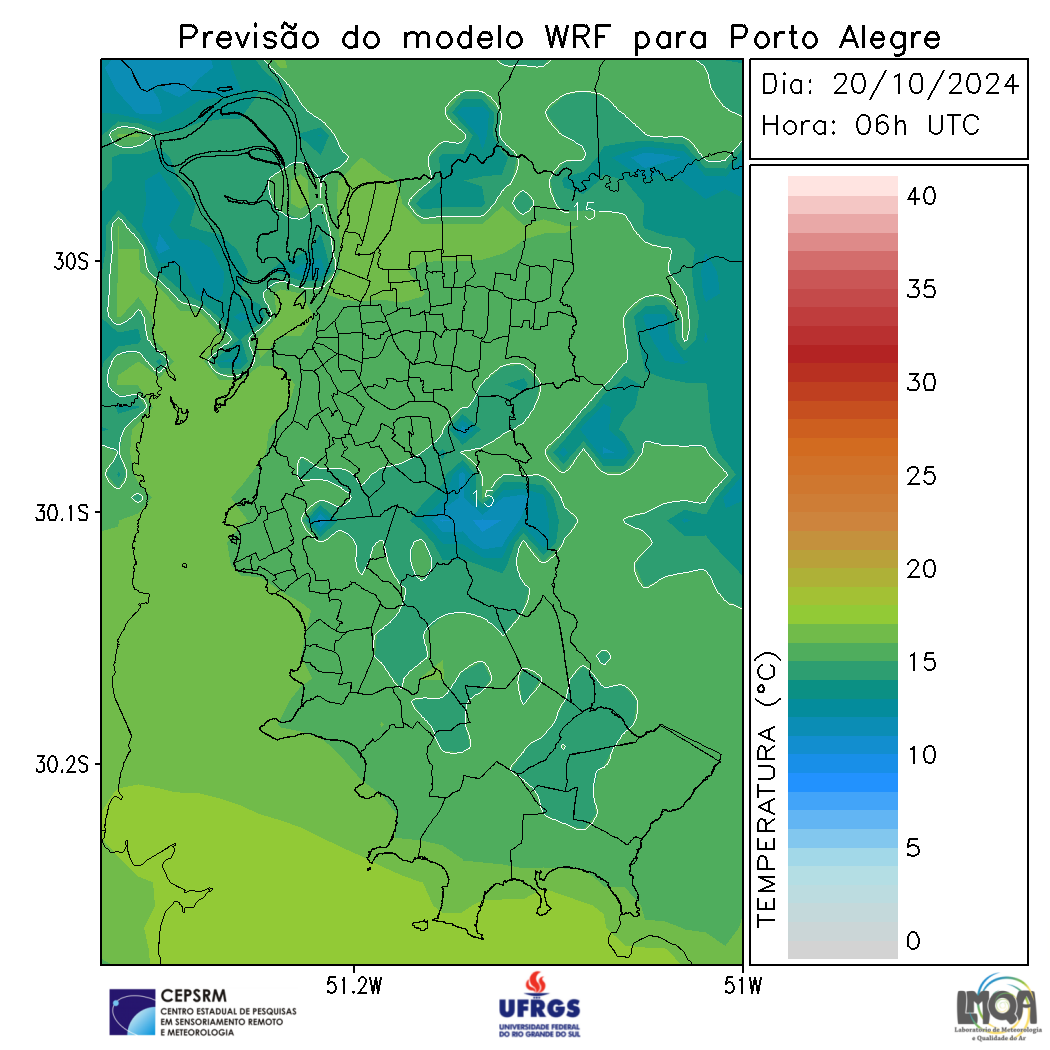 Previsão do modelo WRF para Porto Alegre
Dia: 20/10/2024
Hora: 06h UTC
40
35
30
25
20
15
10
5
0
TEMPERATURA (°C)
15
15
30S
30.1S
30.2S
51.2W
51W
CEPSRM
CENTRO ESTADUAL DE PESQUISAS
EM SENSORIAMENTO REMOTO
E METEOROLOGIA
UFRGS
UNIVERSIDADE FEDERAL
DO RIO GRANDE DO SUL
LMQA
Laboratório de Meteorologia
e Qualidade do Ar